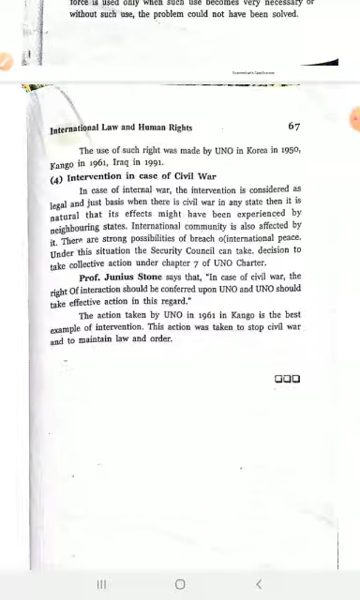 force is used only when such use becomes very necessary or
without such use, the problem could not have been solved.
International Law and Human Rights 67
The use of such right was made by UNO in Korea in 1950,
Kango in 1961, Iraq in 1991.
(4) Intervention in case of Civil War
In case of internal war, the intervention is considered as
legal and just basis when there is civil war in any state then it is
natural that its effects might have been experienced by
neighbouring states. International community is also affected by
it. There are strong possibilities of breach o(international peace.
Under this situation the Security Council can take. decision to
take collective action under chapter 7 of UNO Charter.
Prof. Junius Stone says that, "In case of civil war, the
right Of interaction should be conferred upon UNO and UNO should
take effective action in this regard."
The action taken by UNO in 1961 in Kango is the best
example of intervention. This action was taken to stop civil war
and to maintain law and order.